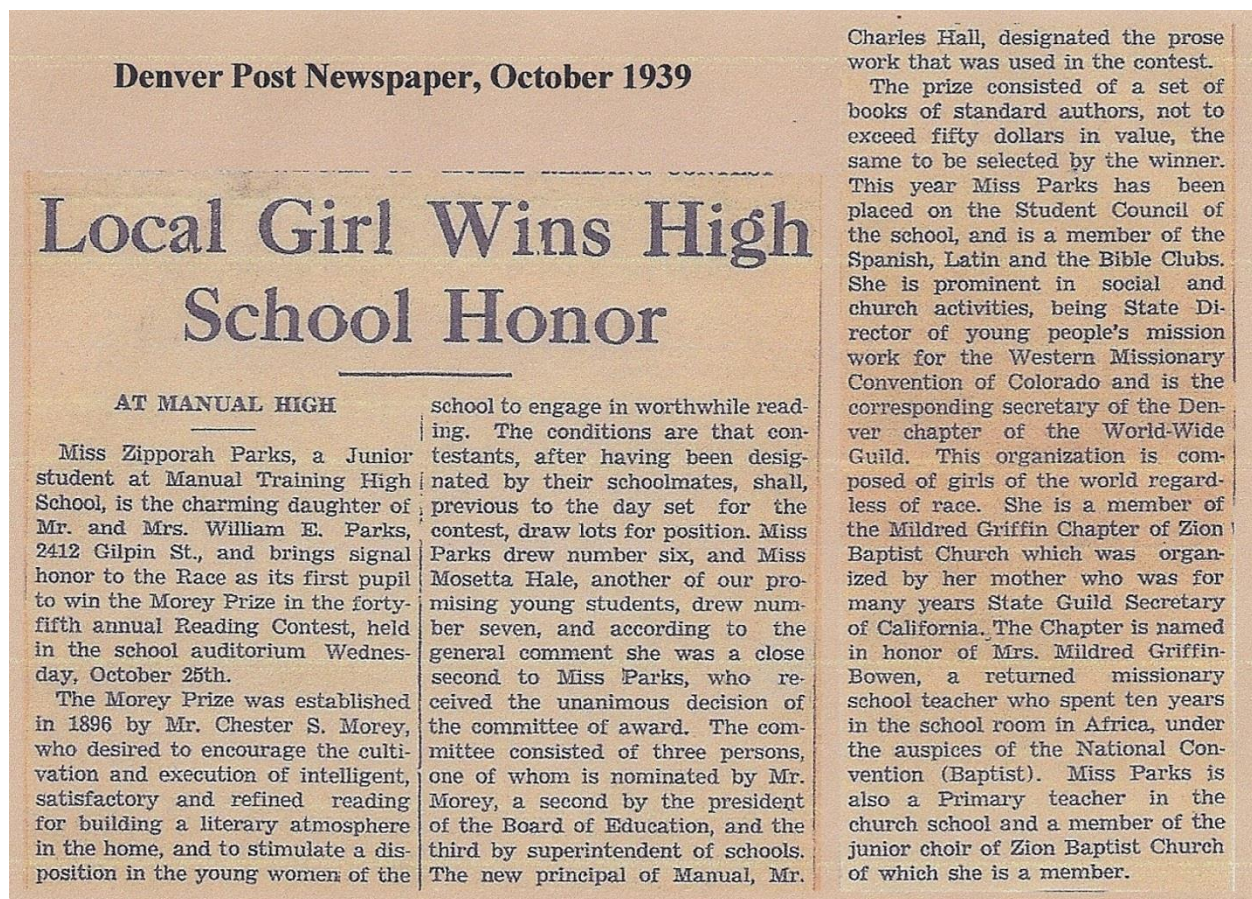 Denver Post Newspaper, October 1939
READING CONTEST
Local Girl Wins High
School Honor
AT MANUAL HIGH
Miss Zipporah Parks, a Junior
student at Manual Training High
School, is the charming daughter of
Mr. and Mrs. William E. Parks,
2412 Gilpin St., and brings signal
honor to the Race as its first pupil
to win the Morey Prize in the forty-
fifth annual Reading Contest, held
in the school auditorium Wednes-
day, October 25th.
The Morey Prize was established
in 1896 by Mr. Chester S. Morey,
who desired to encourage the culti-
vation and execution of intelligent,
satisfactory and refined reading
for building a literary atmosphere
in the home, and to stimulate a dis-
position in the young women of the
school to engage in worthwhile read-
ing. The conditions are that con-
testants, after having been desig-
nated by their schoolmates, shall,
previous to the day set for the
contest, draw lots for position. Miss
Parks drew number six, and Miss
Mosetta Hale, another of our pro-
mising young students, drew num-
ber seven, and according to the
general comment she was a close
second to Miss Parks, who re-
ceived the unanimous decision of
the committee of award. The com-
mittee consisted of three persons,
one of whom is nominated by Mr.
Morey, a second by the president
of the Board of Education, and the
third by superintendent of schools.
The new principal of Manual, Mr.
Charles Hall, designated the prose
work that was used in the contest.
The prize consisted of a set of
books of standard authors, not to
exceed fifty dollars in value, the
same to be selected by the winner.
This year Miss Parks has been
placed on the Student Council of
the school, and is a member of the
Spanish, Latin and the Bible Clubs.
She is prominent in social and
church activities, being State Di-
rector of young people's mission
work for the Western Missionary
Convention of Colorado and is the
corresponding secretary of the Den-
ver chapter of the World-Wide
Guild. This organization is com-
posed of girls of the world regard-
less of race. She is a member of
the Mildred Griffin Chapter of Zion
Baptist Church which was organ-
ized by her mother who was for
many years State Guild Secretary
of California. The Chapter is named
in honor of Mrs. Mildred Griffin-
Bowen, a returned missionary
school teacher who spent ten years
in the school room in Africa, under
the auspices of the National Con-
vention (Baptist). Miss Parks is
also a Primary teacher in the
church school and a member of the
junior choir of Zion Baptist Church
of which she is a member.